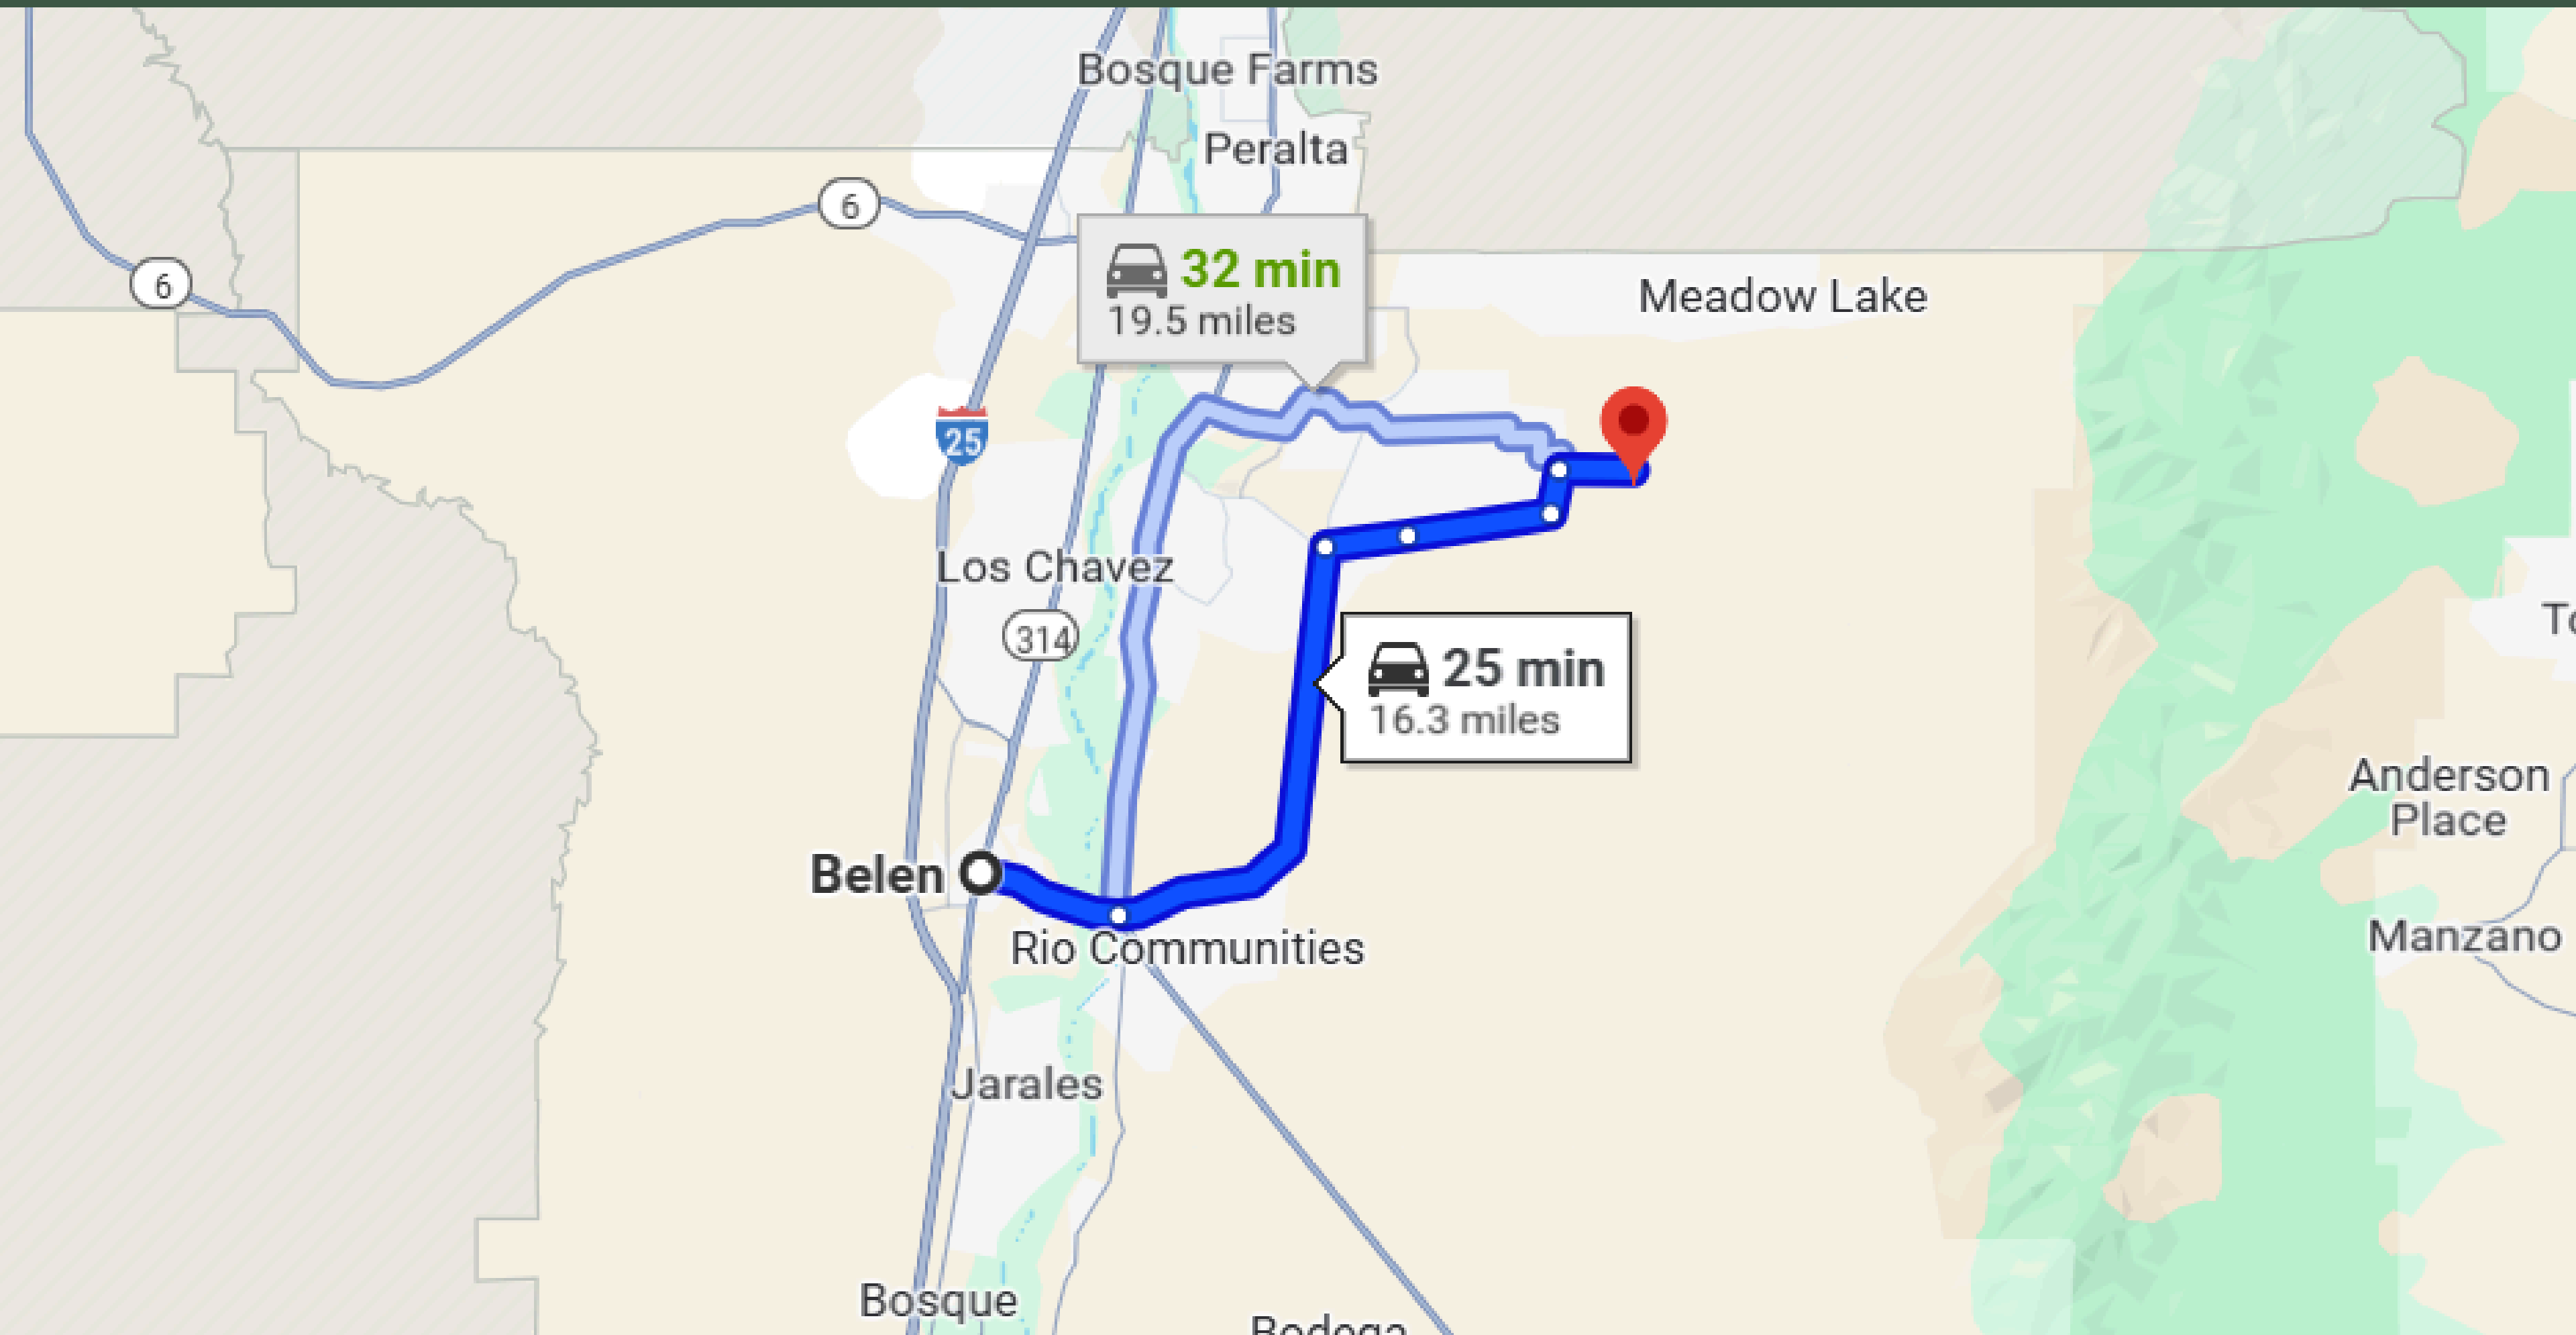 Bosque Farms
Peralta
6
6
32 min
19.5 miles
Meadow Lake
25
Los Chavez
314
25 min
16.3 miles
Anderson
Place
Belen
Manzano
Rio Communities
Jarales
Bosque